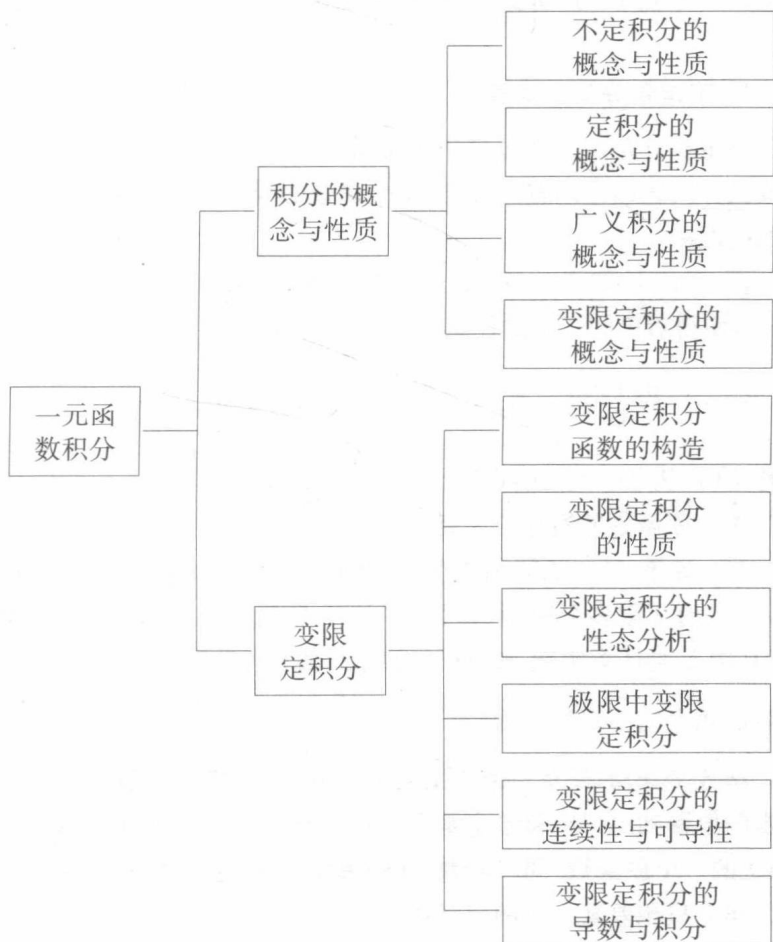 不定积分的
概念与性质
定积分的
概念与性质
积分的概
念与性质
广义积分的
概念与性质
变限定积分的
概念与性质
一元函
数积分
变限定积分
函数的构造
变限定积分
的性质
变限
定积分
变限定积分的
性态分析
极限中变限
定积分
变限定积分的
连续性与可导性
变限定积分的
导数与积分